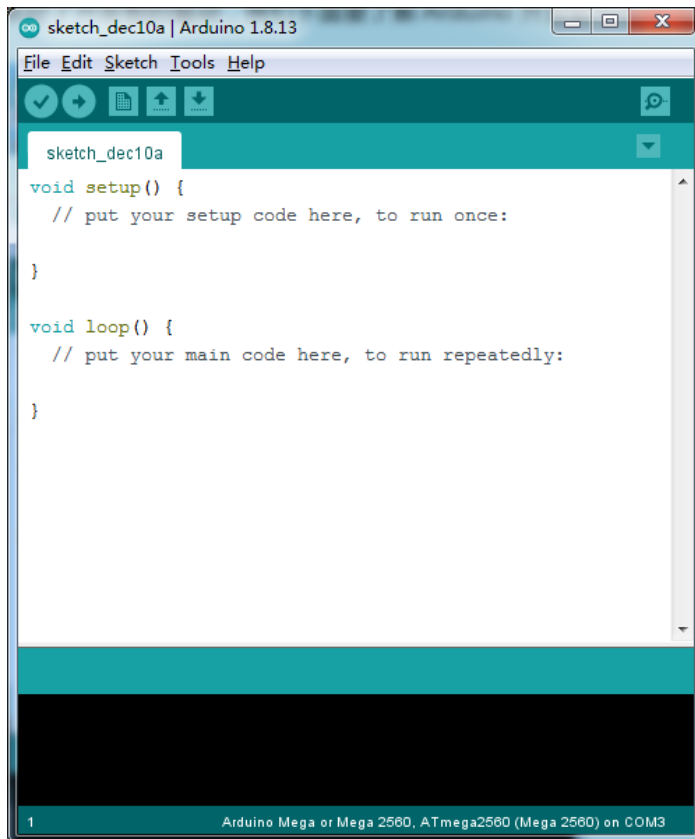 sketch_dec10a | Arduino 1.8.13
File Edit Sketch Tools Help
sketch_dec10a
void setup() {
  // put your setup code here, to run once:
}
void loop() {
  // put your main code here, to run repeatedly:
}
1 Arduino Mega or Mega 2560, ATmega2560 (Mega 2560) on COM3